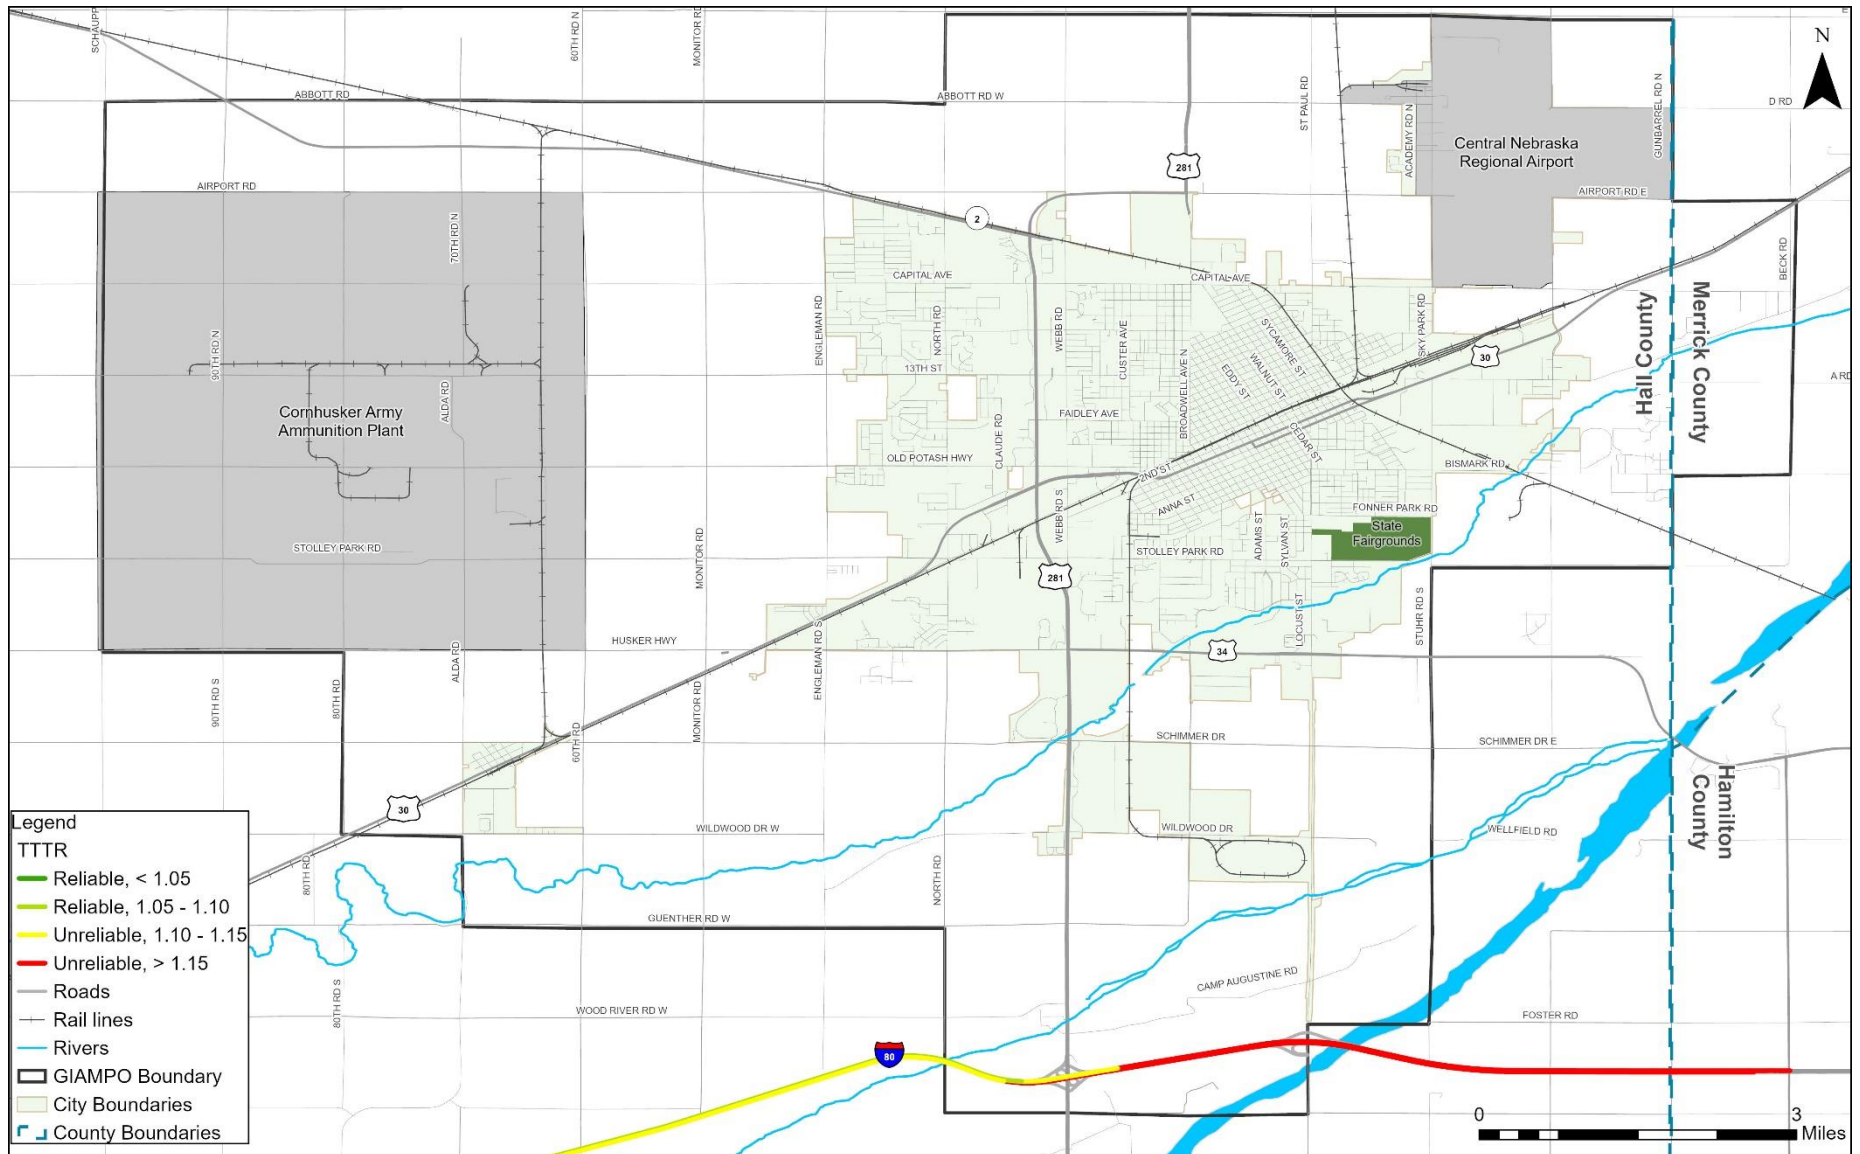 SCHAUPP
60TH RD N
MONITOR RD
N
ABBOTT RD
ABBOTT RD W
ST PAUL RD
ACADEMY RD N
GUNBARREL RD N
D RD
Central Nebraska
Regional Airport
281
AIRPORT RD
AIRPORT RD E
2
70TH RD N
CAPITAL AVE
CAPITAL AVE
BECK RD
90TH RD N
ENGLEMAN RD
NORTH RD
WEBB RD
CUSTER AVE
SYCAMORE ST
SKY PARK RD
Hall County
Merrick County
30
13TH ST
WALNUT ST
EDDY ST
BROADWELL AVE N
A RD
ALDA RD
Cornhusker Army
Ammunition Plant
FAIDLEY AVE
CLAUDE RD
CEDAR ST
OLD POTASH HWY
2ND ST
BISMARK RD
ANNA ST
WEBB RD S
FONNER PARK RD
State
Fairgrounds
ADAMS ST
SYLVAN ST
STOLLEY PARK RD
STOLLEY PARK RD
MONITOR RD
281
LOCUST ST
STUHR RD S
HUSKER HWY
ENGLEMAN RD S
34
ALDA RD
90TH RD S
80TH RD
MONITOR RD
60TH RD
SCHIMMER DR
SCHIMMER DR E
Hamilton
County
30
WILDWOOD DR W
WILDWOOD DR
WELLFIELD RD
80TH RD
NORTH RD
GUENTHER RD W
CAMP AUGUSTINE RD
80TH RD S
WOOD RIVER RD W
FOSTER RD
80
Legend
TTTR
Reliable, < 1.05
Reliable, 1.05 - 1.10
Unreliable, 1.10 - 1.15
Unreliable, > 1.15
Roads
Rail lines
Rivers
GIAMPO Boundary
City Boundaries
County Boundaries
0 3
Miles